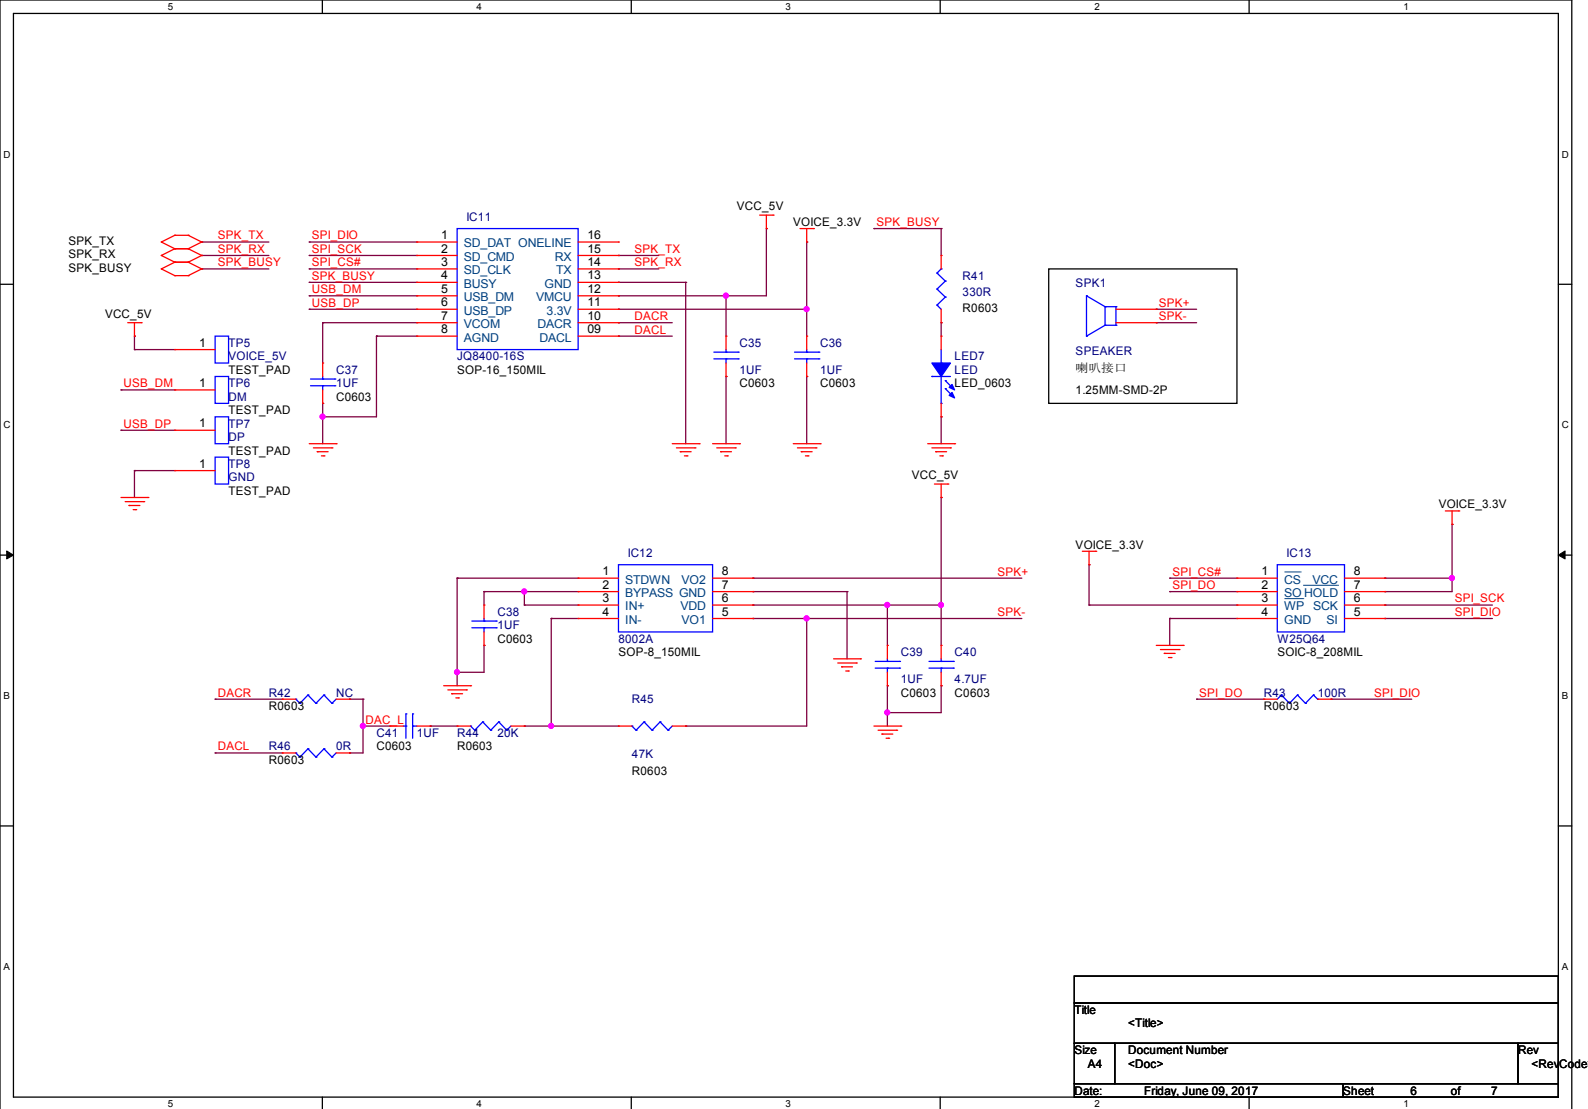 5 4 3 2 1
D D
VCC_5V
VOICE_3.3V SPK_BUSY
IC11
SPK_TX SPK_TX SPI_DIO 1 SD_DAT ONELINE 16
SPK_RX SPK_RX SPI_SCK 2 SD_CMD RX 15 SPK_TX
SPK_BUSY SPK_BUSY SPI_CS# 3 SD_CLK TX 14 SPK_RX
SPK_BUSY 4 BUSY GND 13
USB_DM 5 USB_DM VMCU 12
USB_DP 6 USB_DP 3.3V 11
7 VCOM DACR 10 DACR
8 AGND DACL 09 DACL
JQ8400-16S
SOP-16_150MIL
R41
330R
R0603
SPK1
SPK+
SPK-
SPEAKER
喇叭接口
1.25MM-SMD-2P
VCC_5V
1 TP5
VOICE_5V
TEST_PAD
USB_DM 1 TP6
DM
TEST_PAD
USB_DP 1 TP7
DP
TEST_PAD
1 TP8
GND
TEST_PAD
C37
1UF
C0603
C35
1UF
C0603
C36
1UF
C0603
LED7
LED
LED_0603
C C
VCC_5V
VOICE_3.3V
VOICE_3.3V
IC12
1 STDWN VO2 8 SPK+
2 BYPASS GND 7
3 IN+ VDD 6
4 IN- VO1 5 SPK-
8002A
SOP-8_150MIL
C38
1UF
C0603
IC13
SPI_CS# 1 CS VCC 8
SPI_DO 2 SO HOLD 7
3 WP SCK 6 SPI_SCK
4 GND SI 5 SPI_DIO
W25Q64
SOIC-8_208MIL
C39
1UF
C0603
C40
4.7UF
C0603
B B
DACR R42 NC
R0603
DAC_L
C41 1UF
C0603
R44 20K
R0603
R45
47K
R0603
DACL R46 0R
R0603
SPI_DO R43 100R SPI_DIO
R0603
A A
Title
<Title>
Size Document Number Rev
A4 <Doc> <RevCode
Date: Friday, June 09, 2017 Sheet 6 of 7
5 4 3 2 1